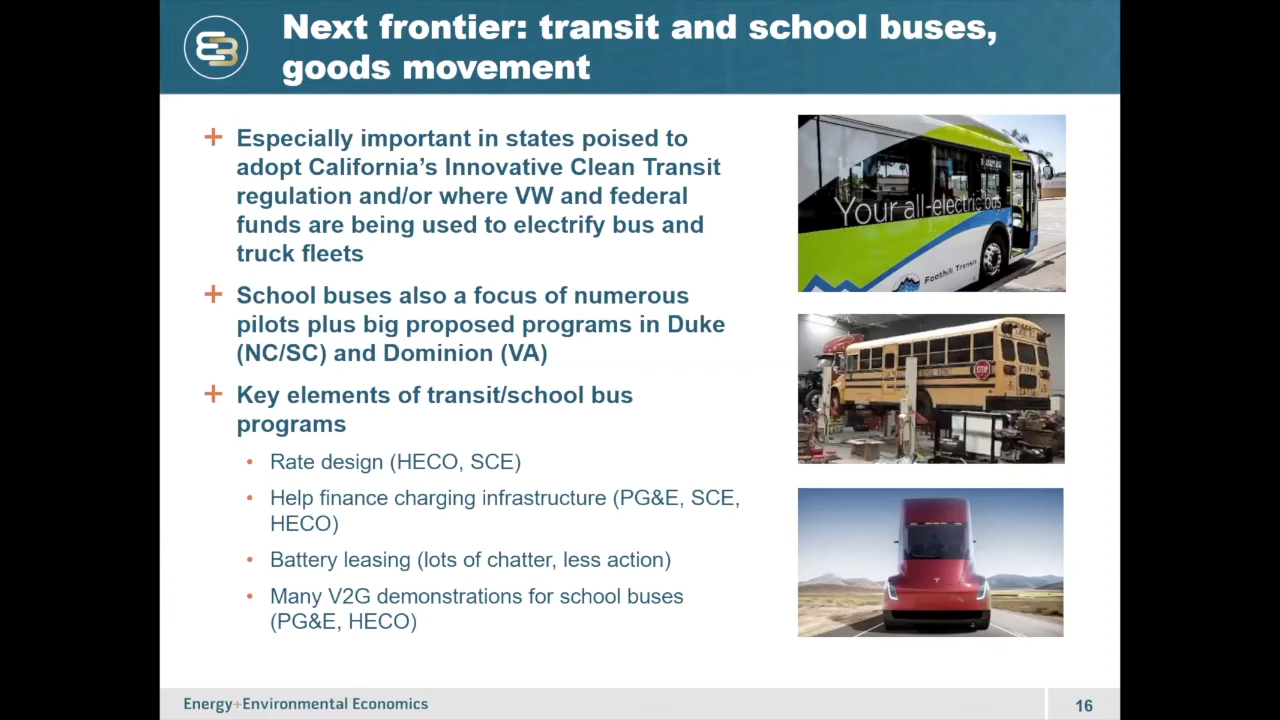 Next frontier: transit and school buses,
goods movement
Especially important in states poised to
adopt California's Innovative Clean Transit
regulation and/or where VW and federal
funds are being used to electrify bus and
truck fleets
School buses also a focus of numerous
pilots plus big proposed programs in Duke
(NC/SC) and Dominion (VA)
Key elements of transit/school bus
programs
• Rate design (HECO, SCE)
• Help finance charging infrastructure (PG&E, SCE,
HECO)
• Battery leasing (lots of chatter, less action)
• Many V2G demonstrations for school buses
(PG&E, HECO)
Your all-electric bus
Foothill Transit
STOP
Energy+Environmental Economics
16